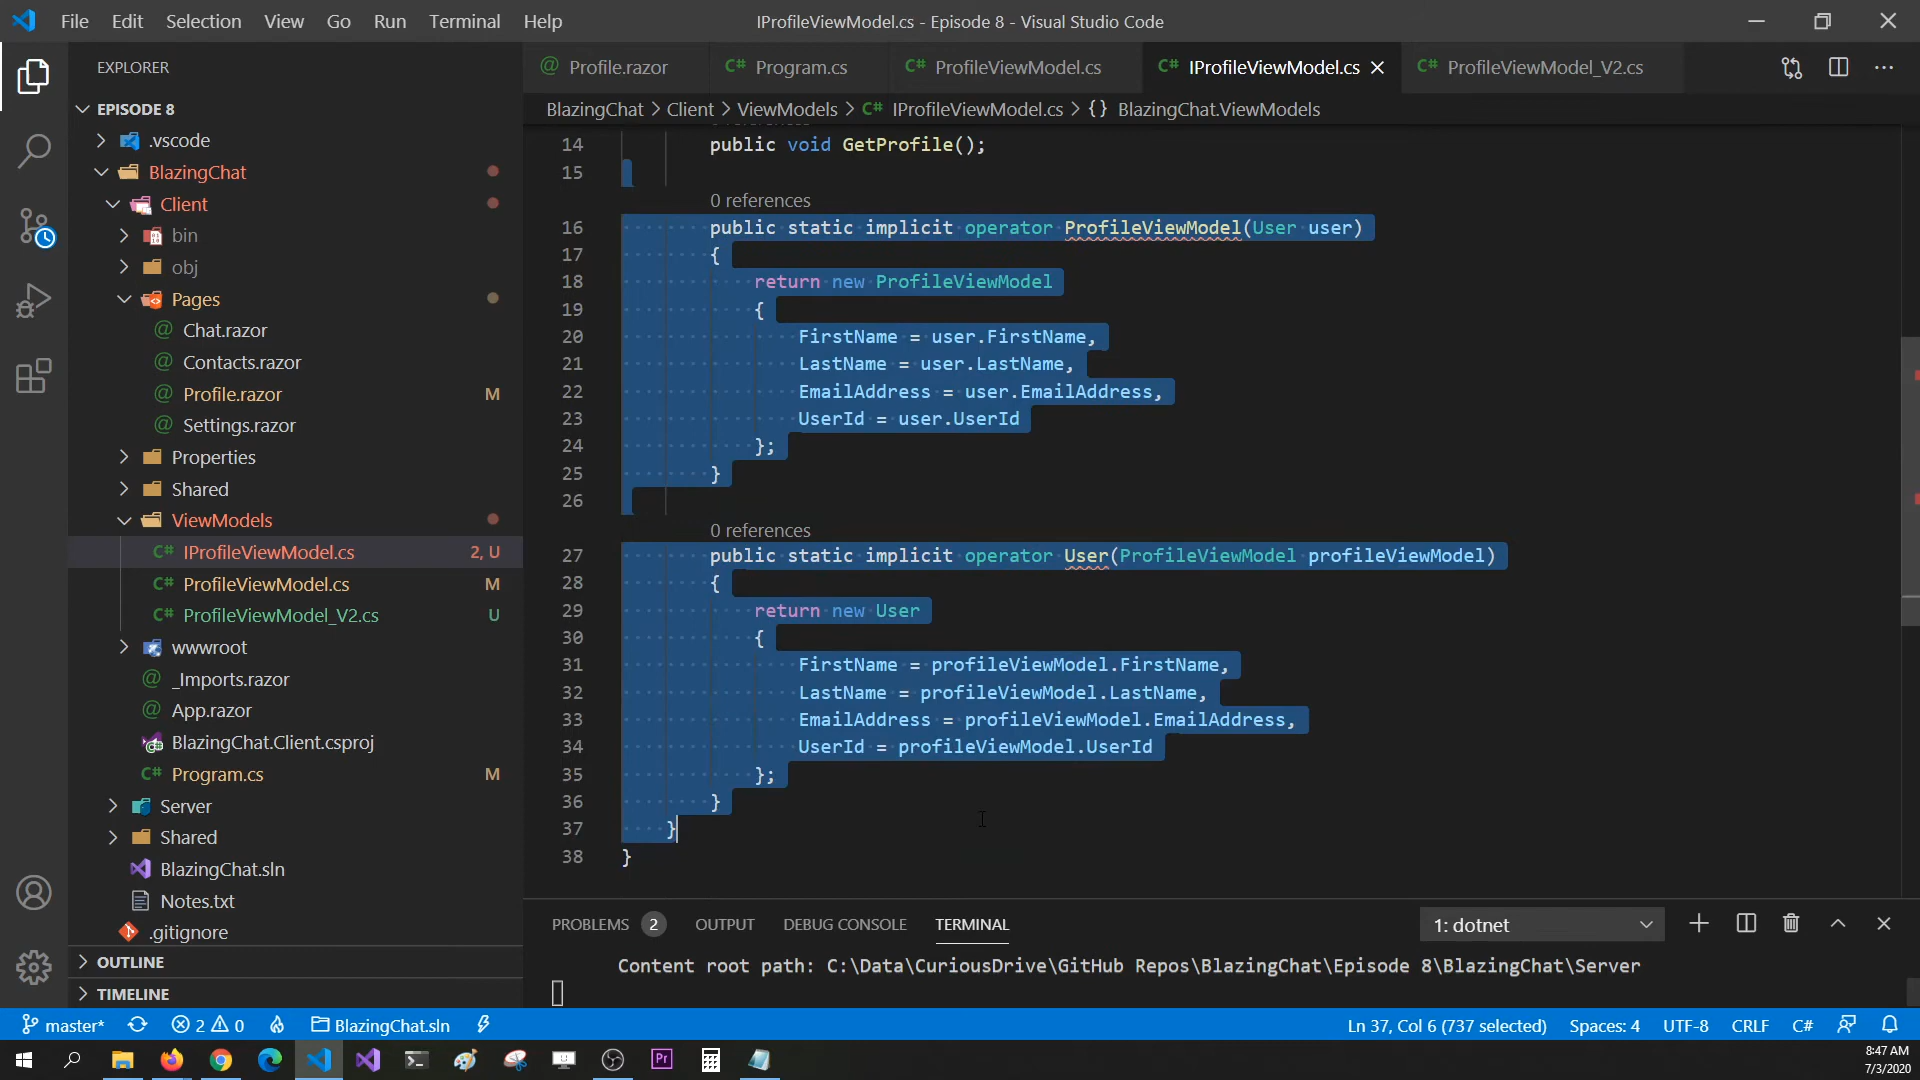 File Edit Selection View Go Run Terminal Help
IProfileViewModel.cs - Episode 8 - Visual Studio Code
EXPLORER
EPISODE 8
.vscode
BlazingChat
Client
bin
obj
Pages
Chat.razor
Contacts.razor
Profile.razor M
Settings.razor
Properties
Shared
ViewModels
IProfileViewModel.cs 2, U
ProfileViewModel.cs M
ProfileViewModel_V2.cs U
wwwroot
_Imports.razor
App.razor
BlazingChat.Client.csproj
Program.cs M
Server
Shared
BlazingChat.sln
Notes.txt
.gitignore
OUTLINE
TIMELINE
Profile.razor C# Program.cs C# ProfileViewModel.cs C# IProfileViewModel.cs C# ProfileViewModel_V2.cs
BlazingChat > Client > ViewModels > C# IProfileViewModel.cs > {} BlazingChat.ViewModels
14 public void GetProfile();
15
0 references
16 public static implicit operator ProfileViewModel(User user)
17 {
18 return new ProfileViewModel
19 {
20 FirstName = user.FirstName,
21 LastName = user.LastName,
22 EmailAddress = user.EmailAddress,
23 UserId = user.UserId
24 };
25 }
26
0 references
27 public static implicit operator User(ProfileViewModel profileViewModel)
28 {
29 return new User
30 {
31 FirstName = profileViewModel.FirstName,
32 LastName = profileViewModel.LastName,
33 EmailAddress = profileViewModel.EmailAddress,
34 UserId = profileViewModel.UserId
35 };
36 }
37 }
38 }
PROBLEMS 2 OUTPUT DEBUG CONSOLE TERMINAL 1: dotnet
Content root path: C:\Data\CuriousDrive\GitHub Repos\BlazingChat\Episode 8\BlazingChat\Server
master* 2 0 BlazingChat.sln Ln 37, Col 6 (737 selected) Spaces: 4 UTF-8 CRLF C#
Pr
8:47 AM
7/3/2020